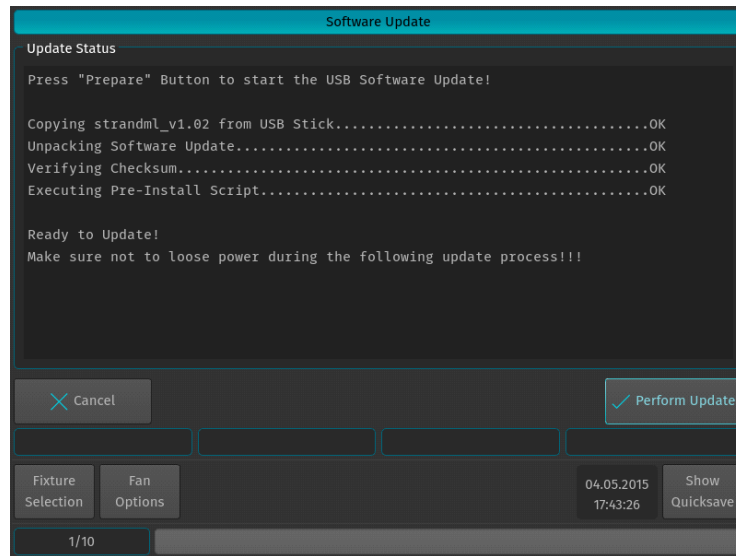 Software Update
Update Status
Press "Prepare" Button to start the USB Software Update!
Copying strandml_v1.02 from USB Stick......................................OK
Unpacking Software Update..................................................OK
Verifying Checksum.........................................................OK
Executing Pre-Install Script...............................................OK
Ready to Update!
Make sure not to loose power during the following update process!!!
Cancel
Perform Update
Fixture
Selection
Fan
Options
04.05.2015
17:43:26
Show
Quicksave
1/10